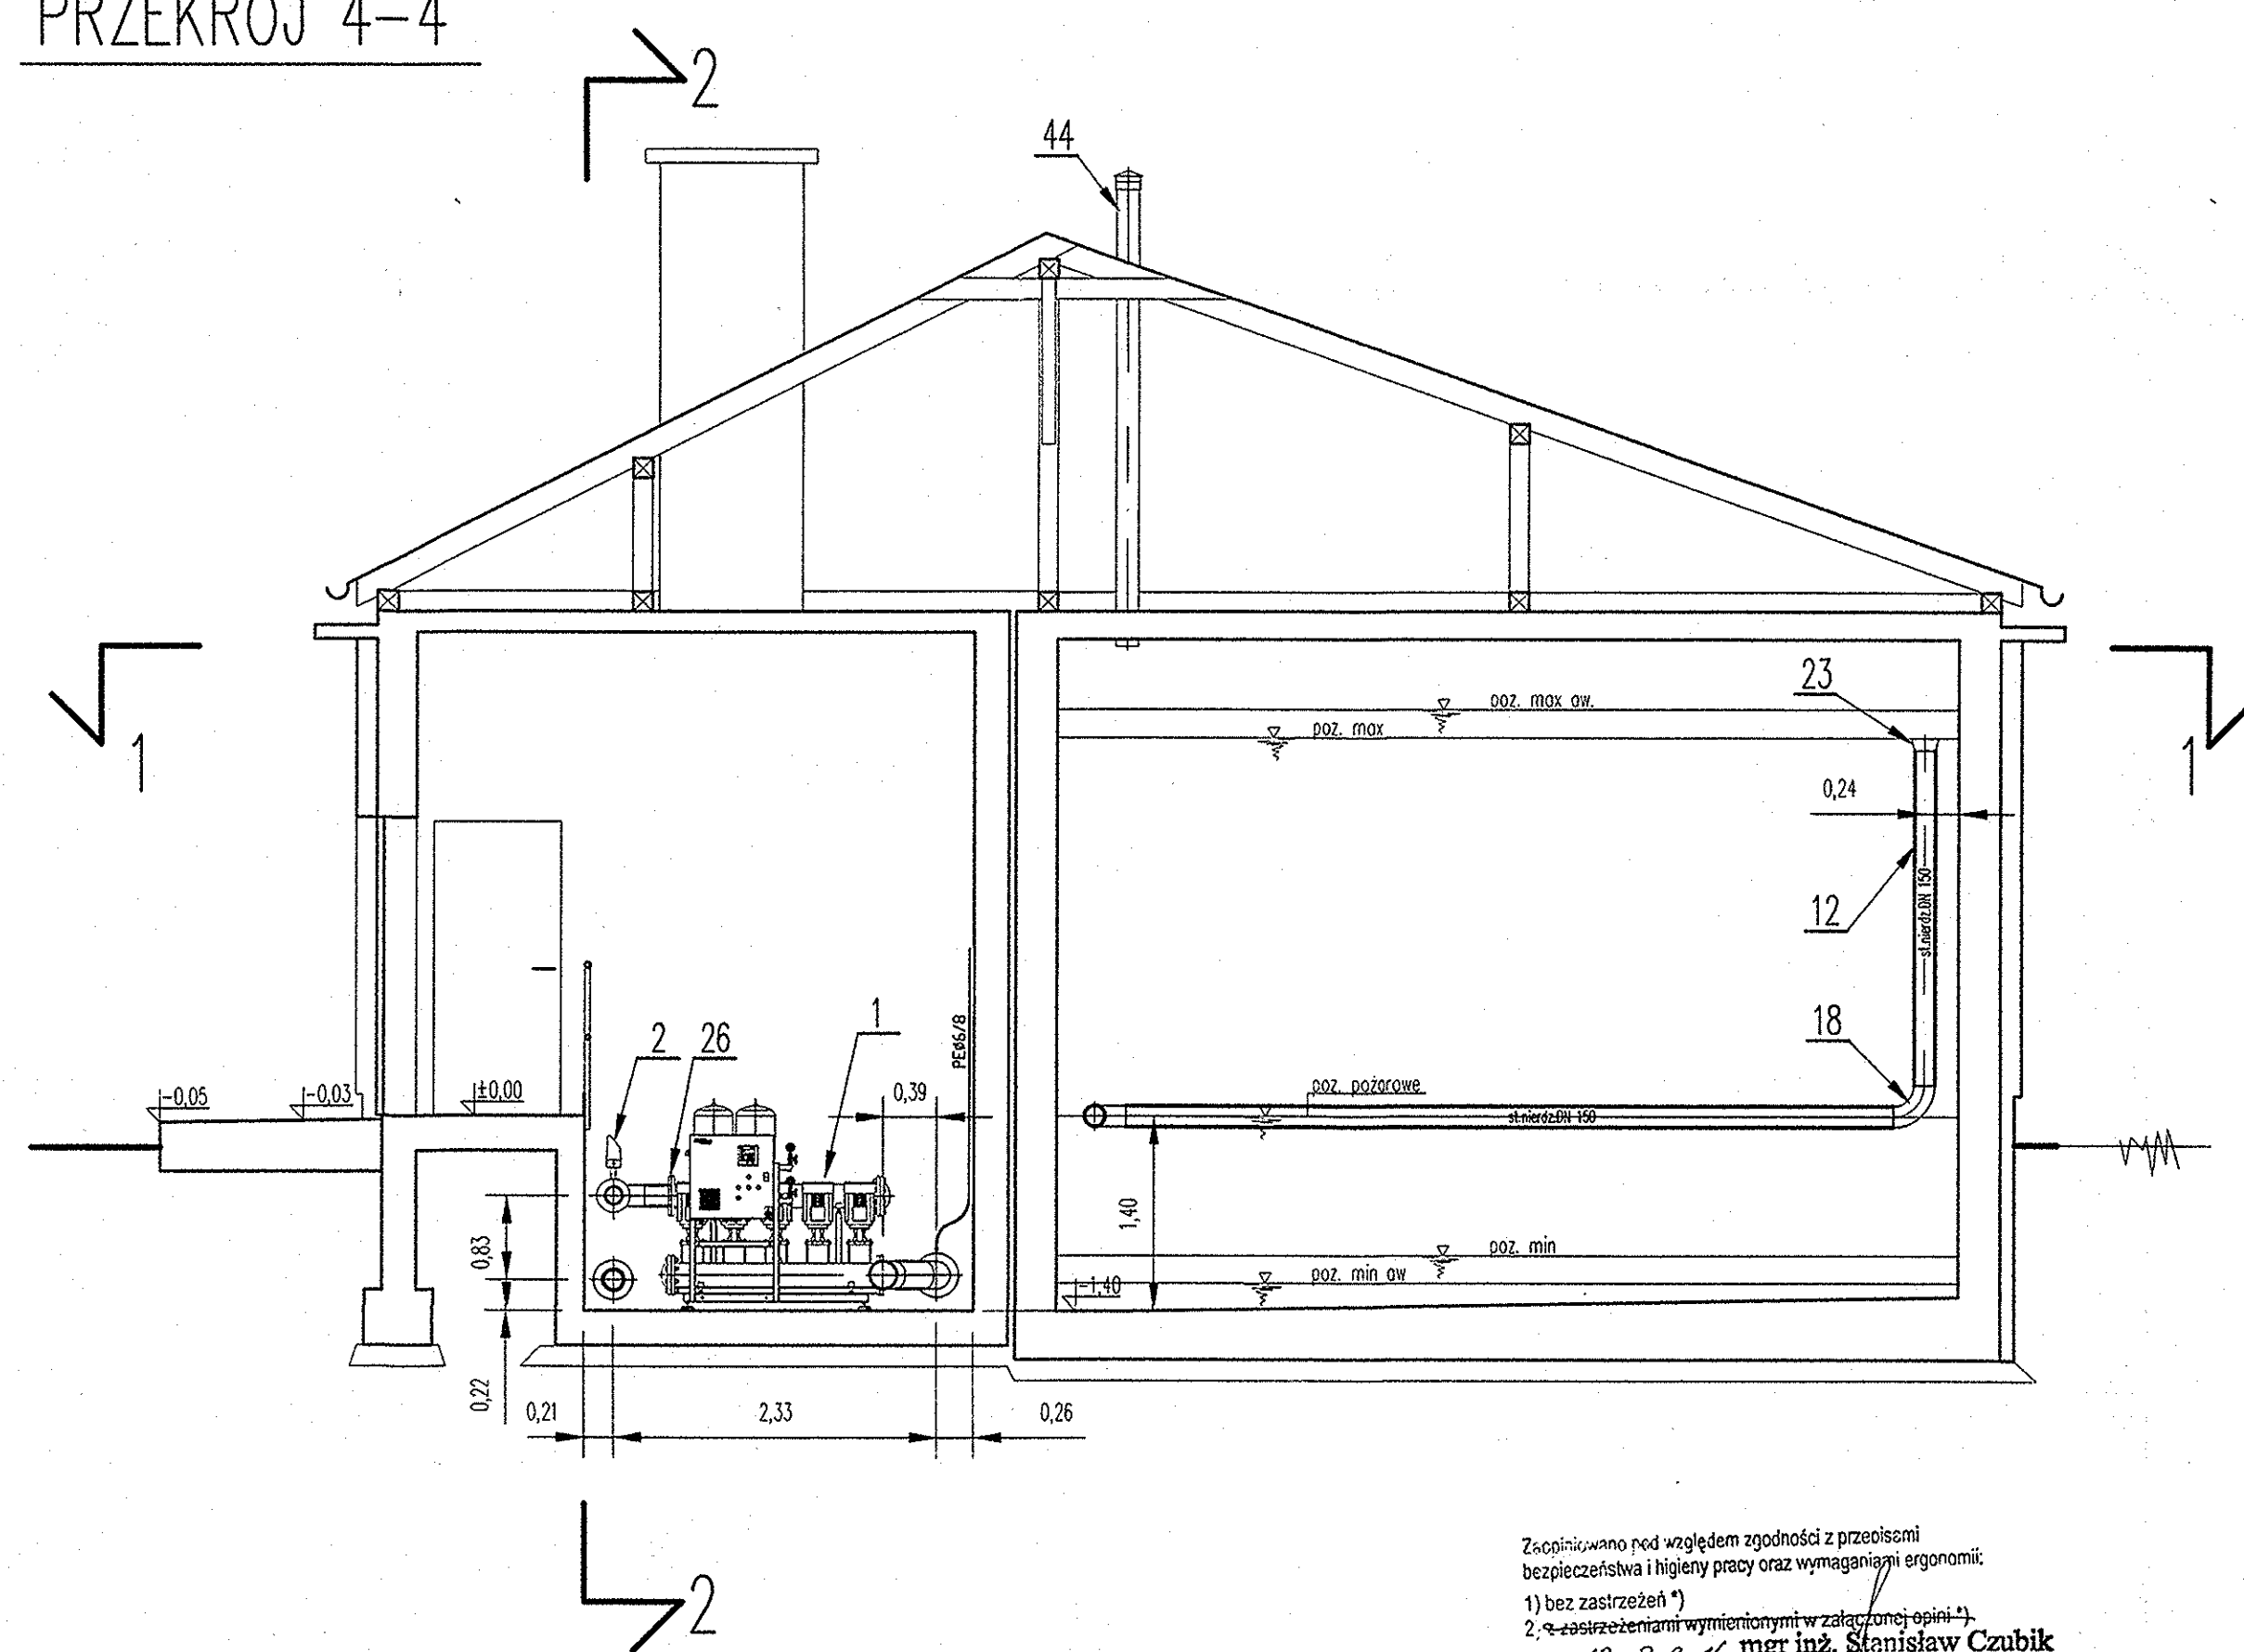 PRZEKRÓJ 4-4
2
44
poz. max aw.
poz. max
23
1
1
0,24
12
st.nierdz.DN 150
18
1
2
26
PEø6/8
0,39
-0,05
-0,03
±0,00
poz. pożarowe
st.nierdz.DN 150
1,40
0,83
poz. min
poz. min aw
-1,40
0,22
0,21
2,33
0,26
2
Zaopiniowano pod względem zgodności z przepisami
bezpieczeństwa i higieny pracy oraz wymaganiami ergonomii:
1) bez zastrzeżeń *)
2. z zastrzeżeniami wymienionymi w załączonej opini *)
mgr inż. Stanisław Czubik